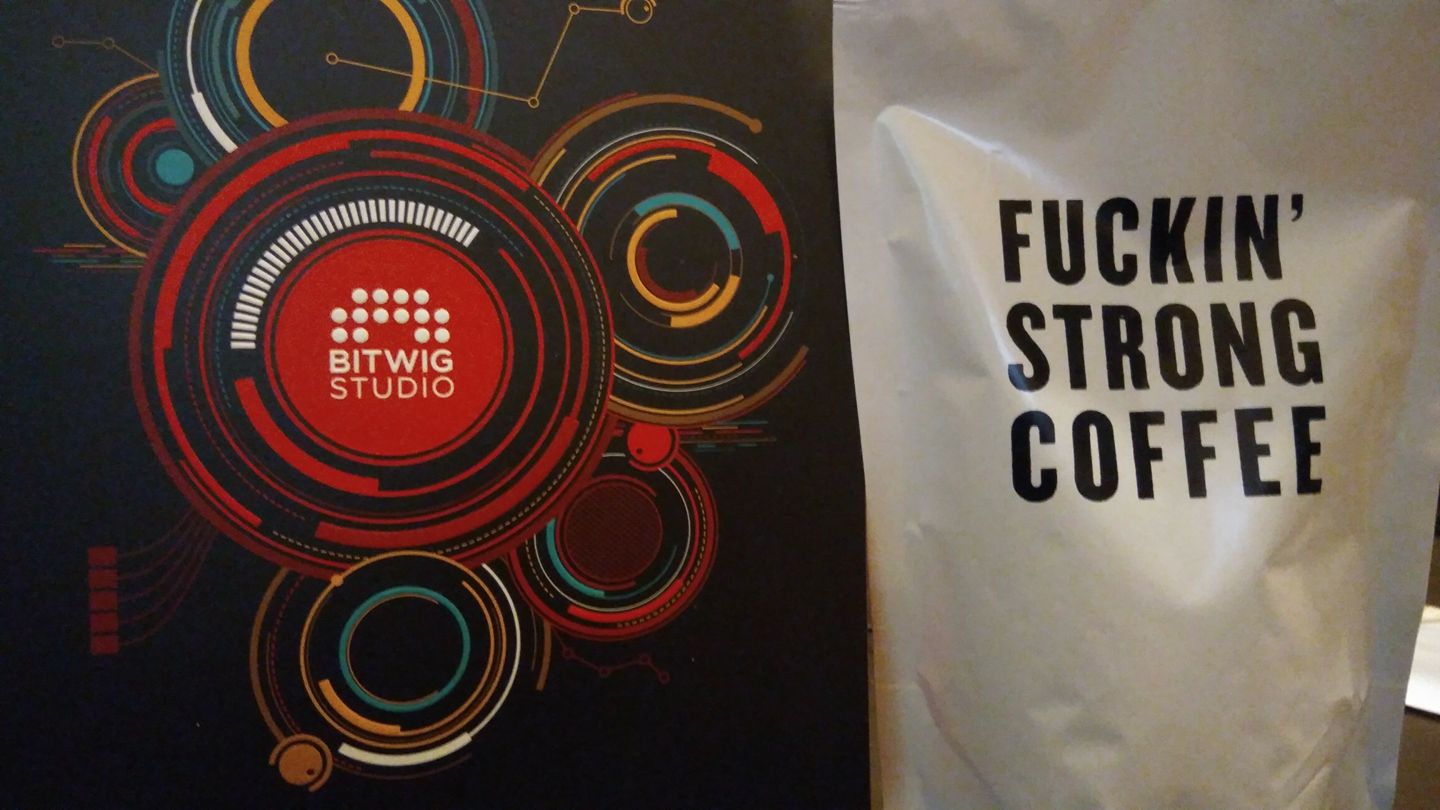 BITWIG
STUDIO
FUCKIN'
STRONG
COFFEE